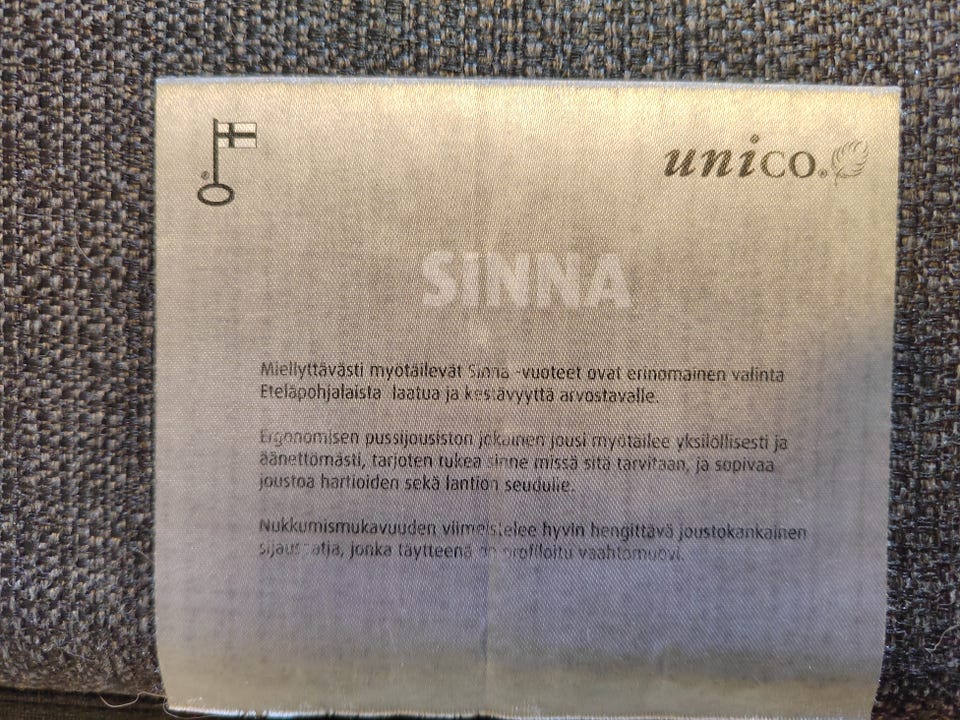 unico.®
SiNNA
Miellyttävästi myötäilevät Sinna -vuoteet ovat erinomainen valinta
Eteläpohjalaista laatua ja kestävyyttä arvostavalle.
Ergonomisen pussijousiston jokainen jousi myötäilee yksilöllisesti ja
äänettömästi, tarjoten tukea sinne missä sitä tarvitaan, ja sopivaa
joustoa hartioiden sekä lantion seudulle.
Nukkumismukavuuden viimeistelee hyvin hengittävä joustokankainen
sijauspatja, jonka täytteenä on profiloitu vaahtomuovi.